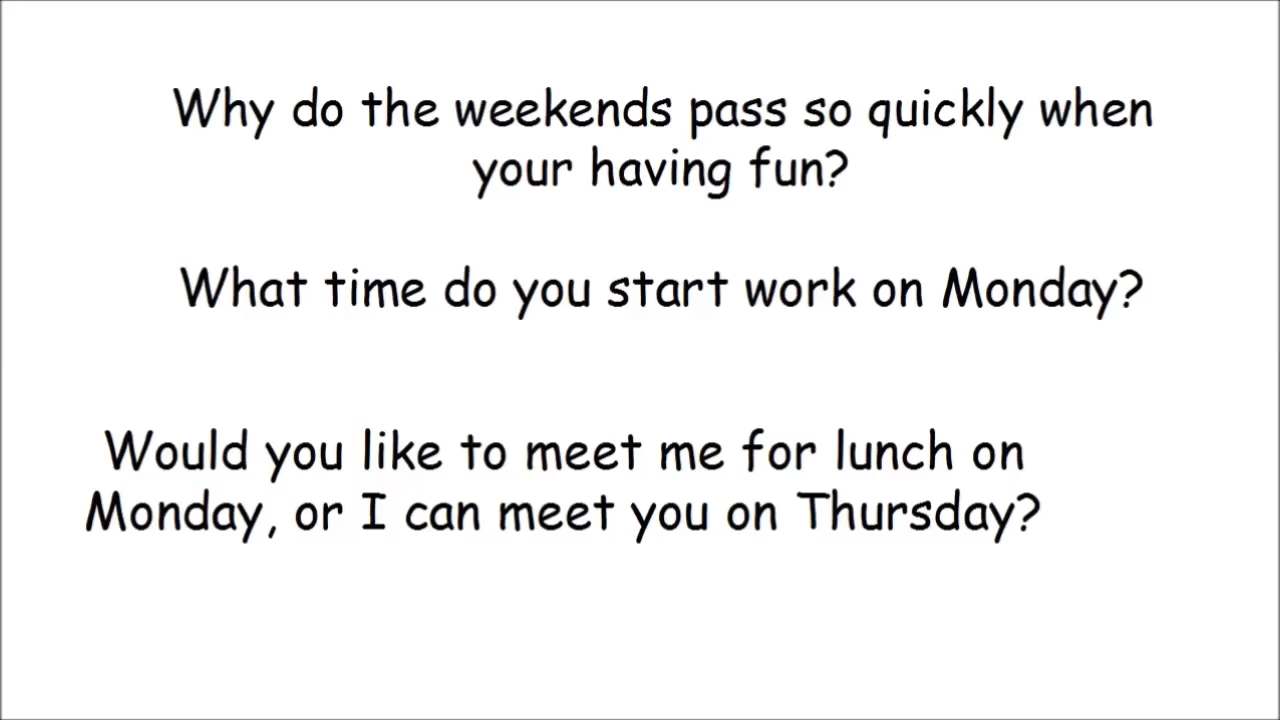 Why do the weekends pass so quickly when
your having fun?
What time do you start work on Monday?
Would you like to meet me for lunch on
Monday, or I can meet you on Thursday?